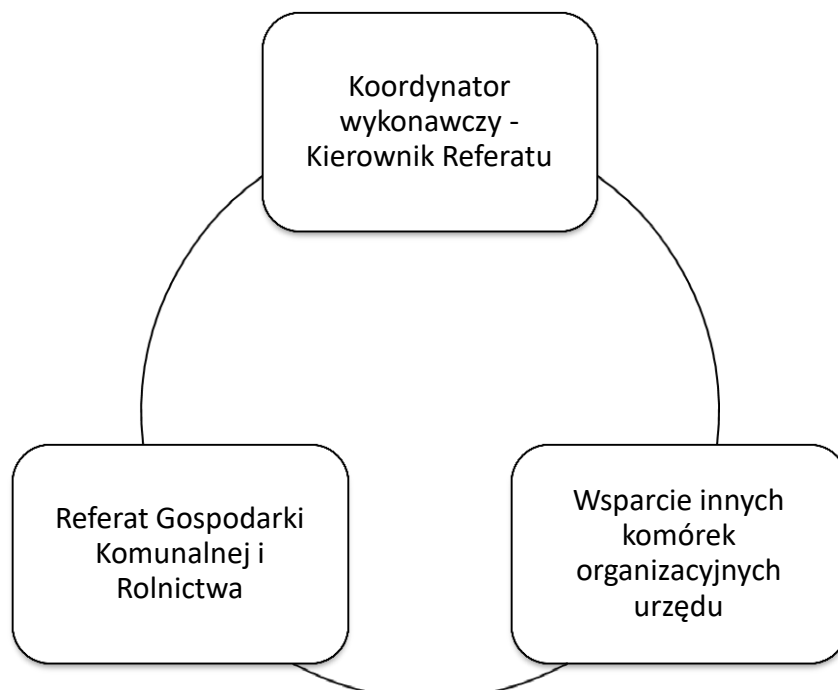 Koordynator
wykonawczy -
Kierownik Referatu
Referat Gospodarki
Komunalnej i
Rolnictwa
Wsparcie innych
komórek
organizacyjnych
urzędu